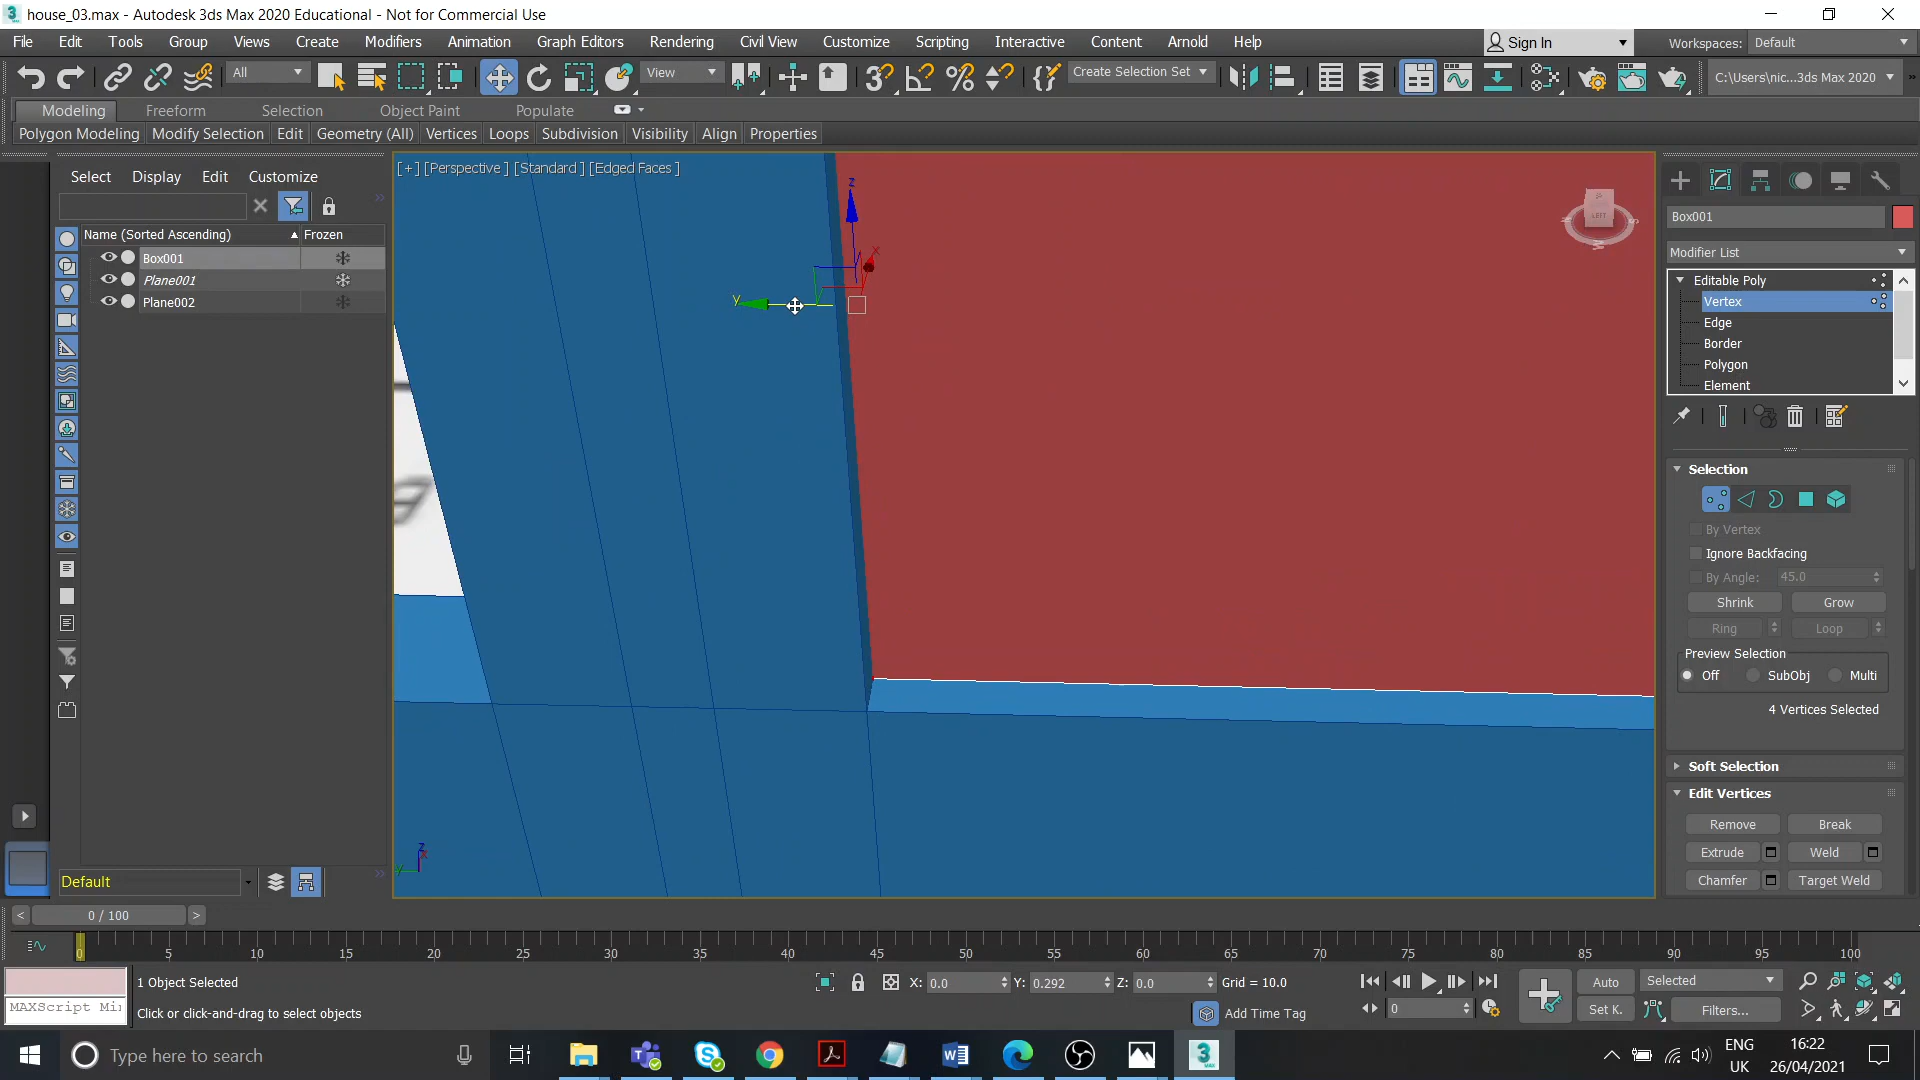 house_03.max - Autodesk 3ds Max 2020 Educational - Not for Commercial Use
File Edit Tools Group Views Create Modifiers Animation Graph Editors Rendering Civil View Customize Scripting Interactive Content Arnold Help Sign In Workspaces: Default
All View Create Selection Set C:\Users\nic...3ds Max 2020
Modeling Freeform Selection Object Paint Populate
Polygon Modeling Modify Selection Edit Geometry (All) Vertices Loops Subdivision Visibility Align Properties
Select Display Edit Customize
Name (Sorted Ascending) Frozen
Box001
Plane001
Plane002
[+] [Perspective ] [Standard ] [Edged Faces ]
z
x
y
LEFT
S
W
Box001
Modifier List
Editable Poly
Vertex
Edge
Border
Polygon
Element
Selection
By Vertex
Ignore Backfacing
By Angle: 45.0
Shrink Grow
Ring Loop
Preview Selection
Off SubObj Multi
4 Vertices Selected
Soft Selection
Edit Vertices
Remove Break
Extrude Weld
Chamfer Target Weld
z
x
y
Default
< 0 / 100 >
0 5 10 15 20 25 30 35 40 45 50 55 60 65 70 75 80 85 90 95 100
1 Object Selected X: 0.0 Y: 0.292 Z: 0.0 Grid = 10.0 Auto Selected
MAXScript Mi
Click or click-and-drag to select objects Add Time Tag 0 Set K. Filters...
Type here to search
ENG
UK
16:22
26/04/2021